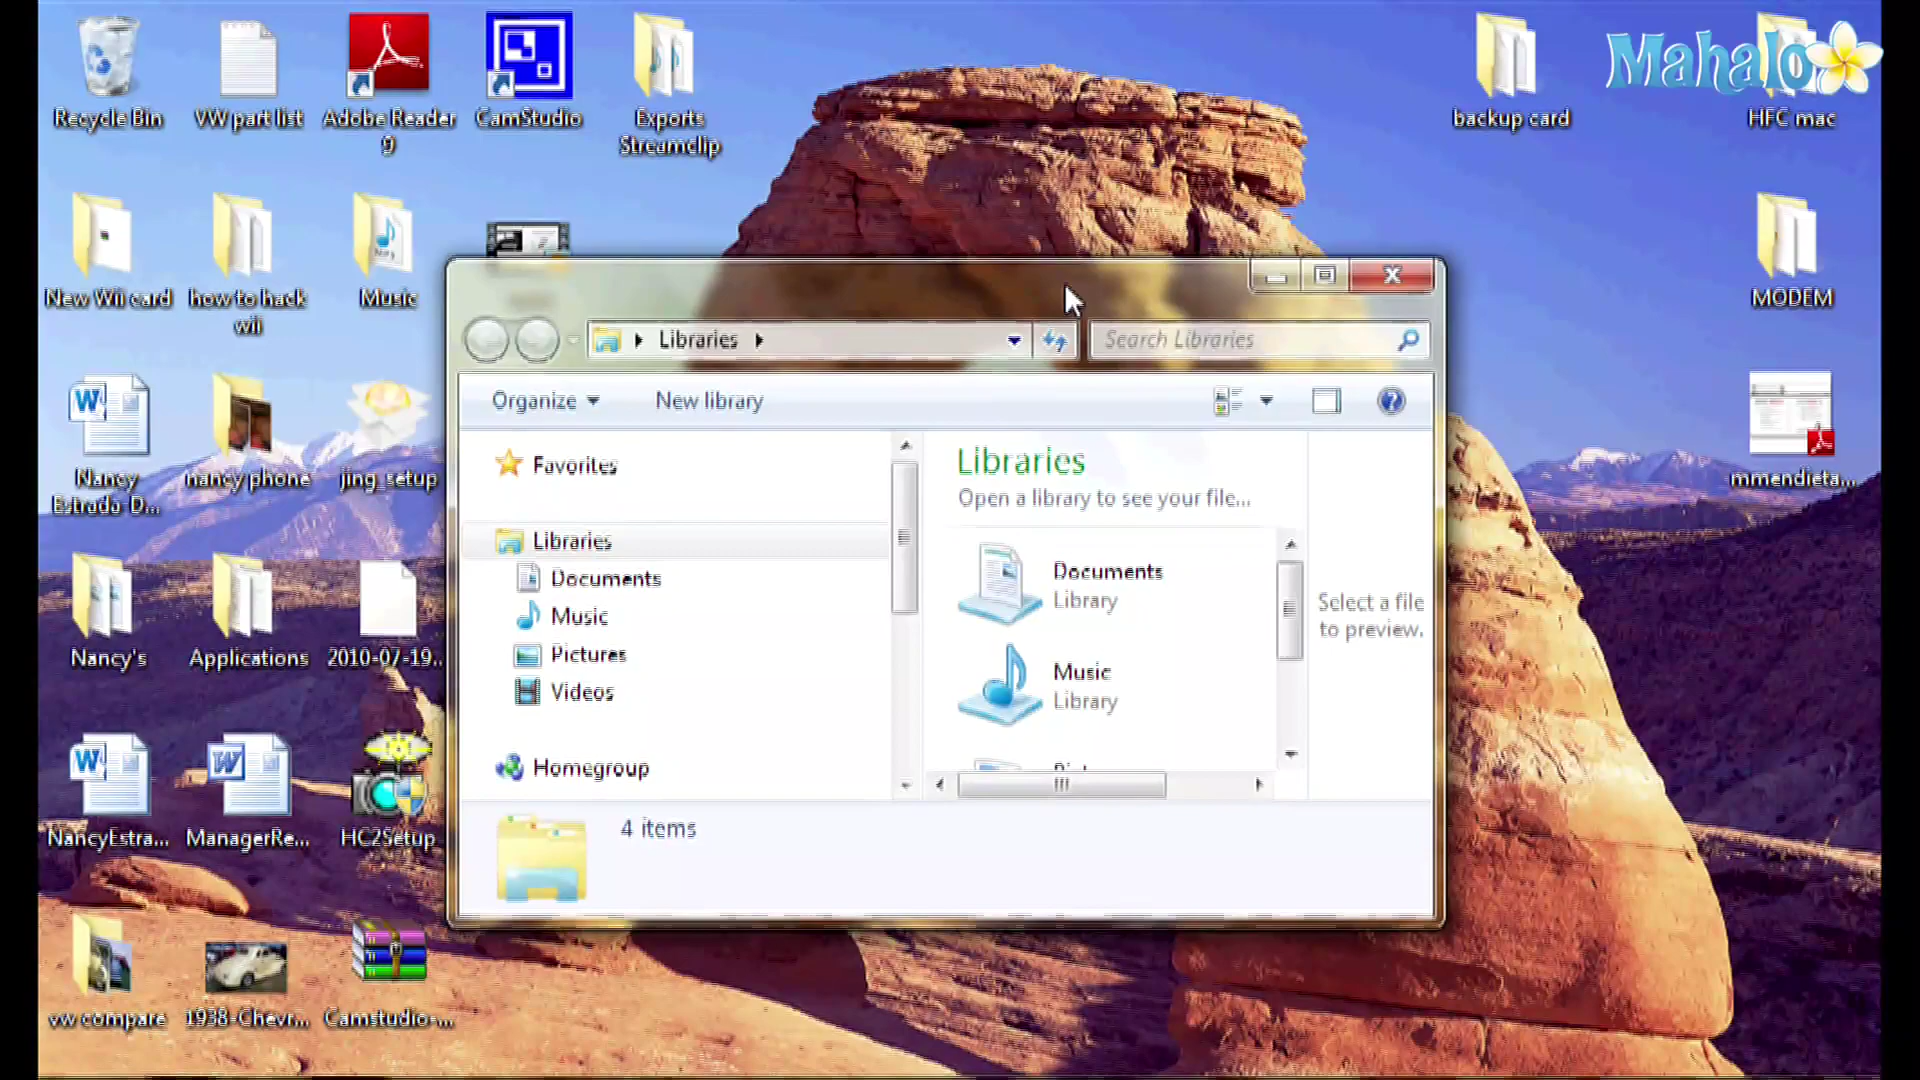 Mahalo
Recycle Bin
VW part list
Adobe Reader
9
CamStudio
Exports
Streamclip
backup card
HFC mac
New Wii card
how to hack
wii
Music
MODEM
Libraries
Search Libraries
Organize
New library
Nancy
Estrada D...
nancy phone
jing_setup
mmendieta...
Favorites
Libraries
Documents
Music
Pictures
Videos
Homegroup
Libraries
Open a library to see your file...
Documents
Library
Music
Library
Select a file
to preview.
4 items
Nancy's
Applications
2010-07-19...
NancyEstra...
ManagerRe...
HC2Setup
vw compare
1938-Chevr...
Camstudio-...